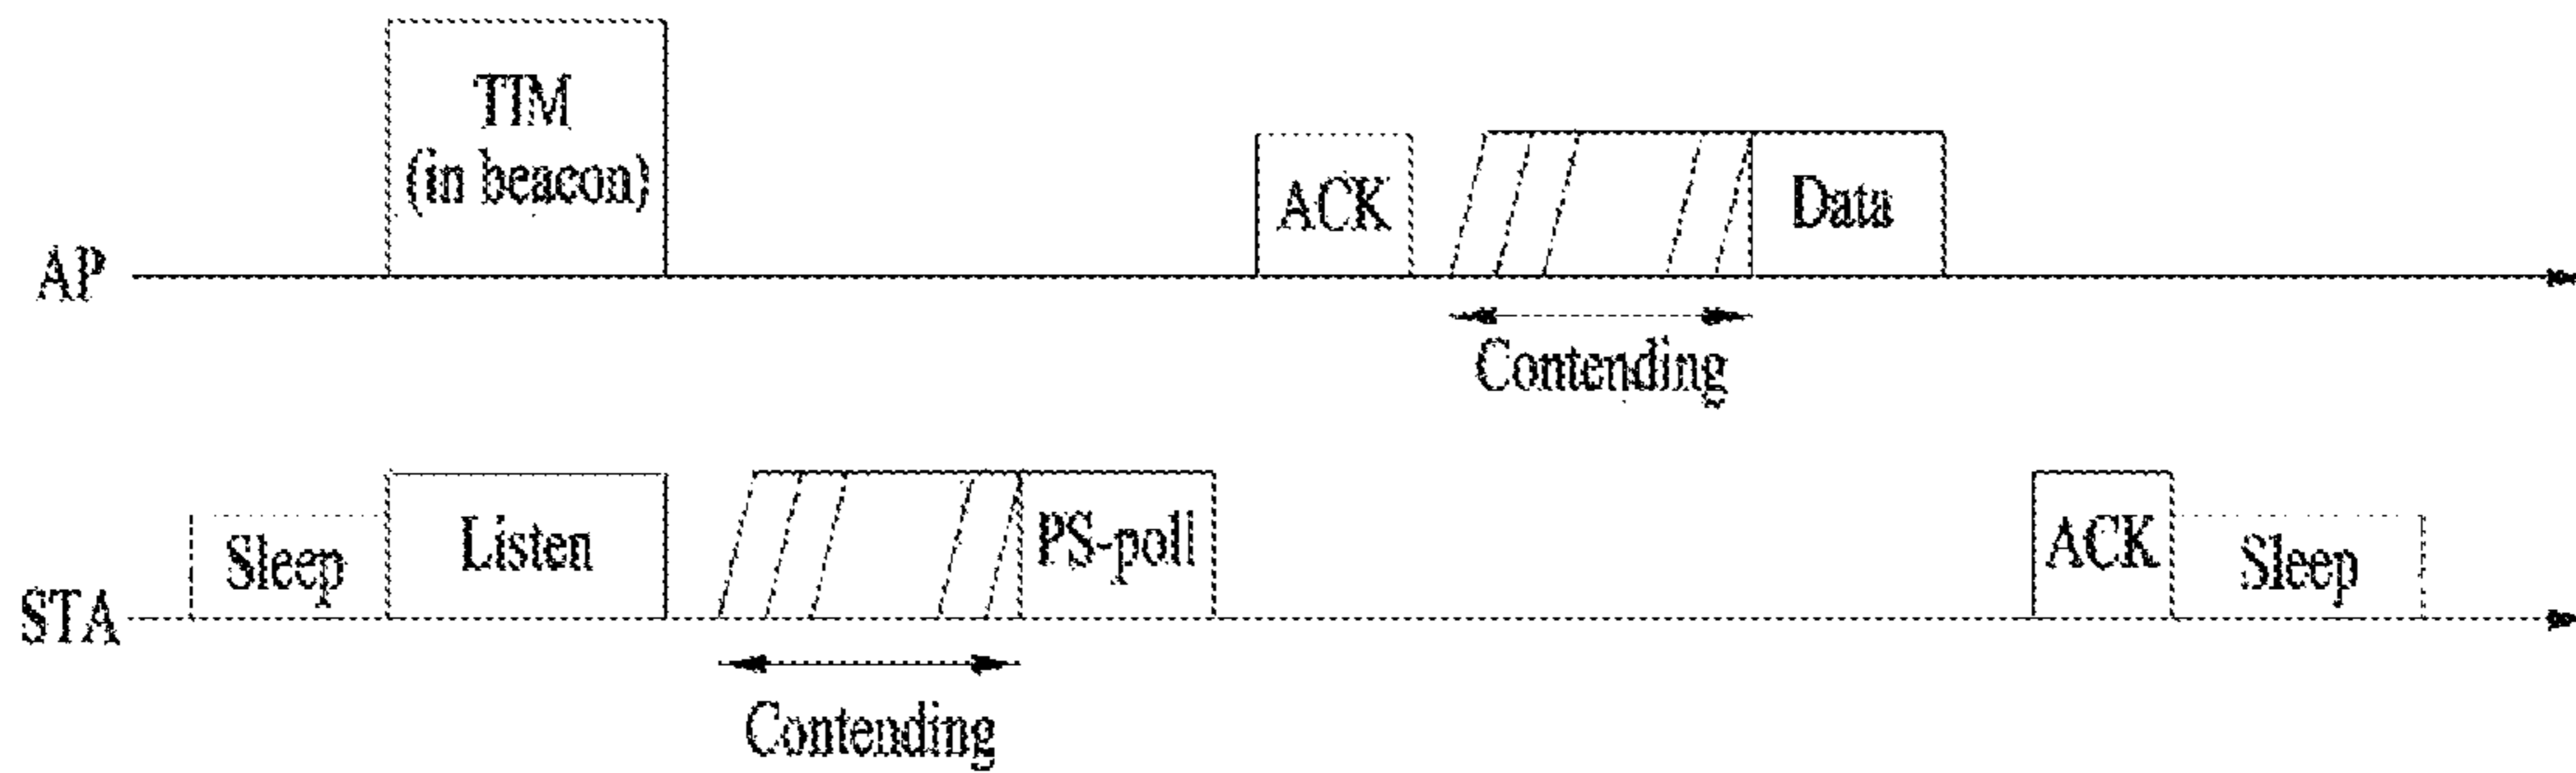 TIM
(in beacon)
ACK
Data
AP
Contending
Sleep
Listen
PS-poll
ACK
Sleep
STA
Contending